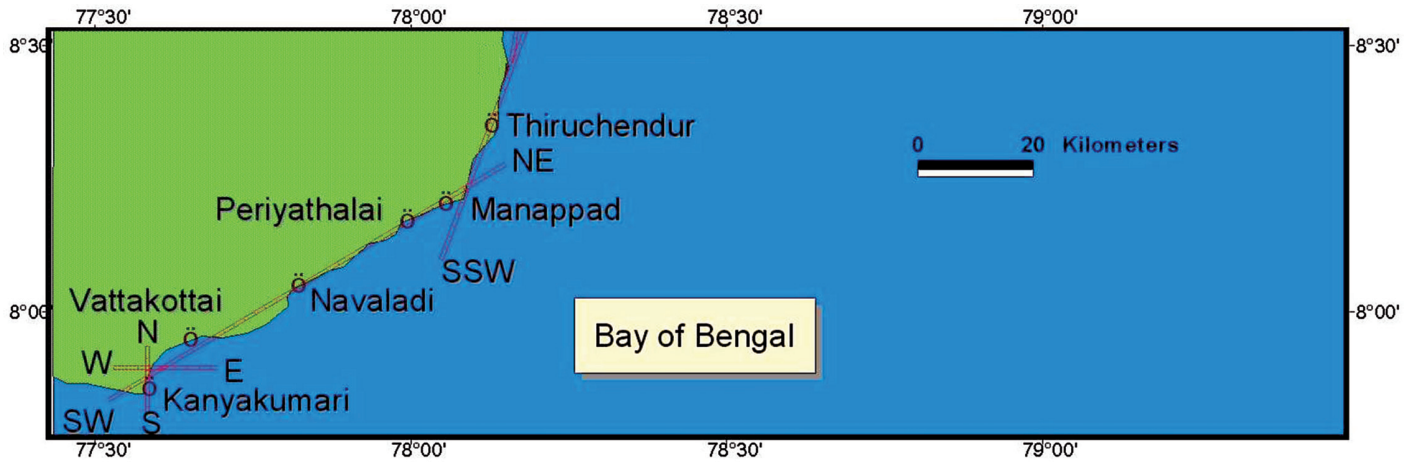 77°30' 78°00' 78°30' 79°00'
8°30' 8°30'
Thiruchendur
0 20 Kilometers
NE
Periyathalai
Manappad
SSW
Vattakottai
Navaladi
8°00' 8°00'
N
Bay of Bengal
W
E
Kanyakumari
SW
S
77°30' 78°00' 78°30' 79°00'